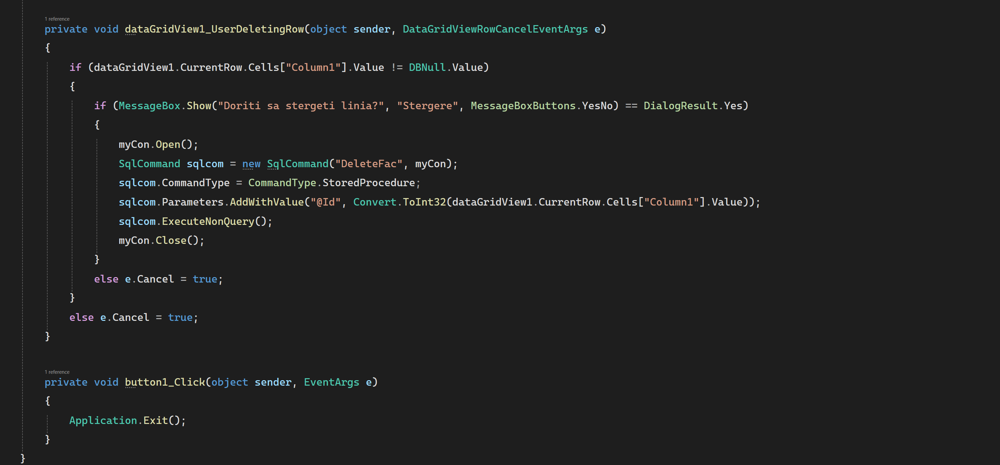 1 reference
private void dataGridView1_UserDeletingRow(object sender, DataGridViewRowCancelEventArgs e)
{
if (dataGridView1.CurrentRow.Cells["Column1"].Value != DBNull.Value)
{
if (MessageBox.Show("Doriti sa stergeti linia?", "Stergere", MessageBoxButtons.YesNo) == DialogResult.Yes)
{
myCon.Open();
SqlCommand sqlcom = new SqlCommand("DeleteFac", myCon);
sqlcom.CommandType = CommandType.StoredProcedure;
sqlcom.Parameters.AddWithValue("@Id", Convert.ToInt32(dataGridView1.CurrentRow.Cells["Column1"].Value));
sqlcom.ExecuteNonQuery();
myCon.Close();
}
else e.Cancel = true;
}
else e.Cancel = true;
}
1 reference
private void button1_Click(object sender, EventArgs e)
{
Application.Exit();
}
}